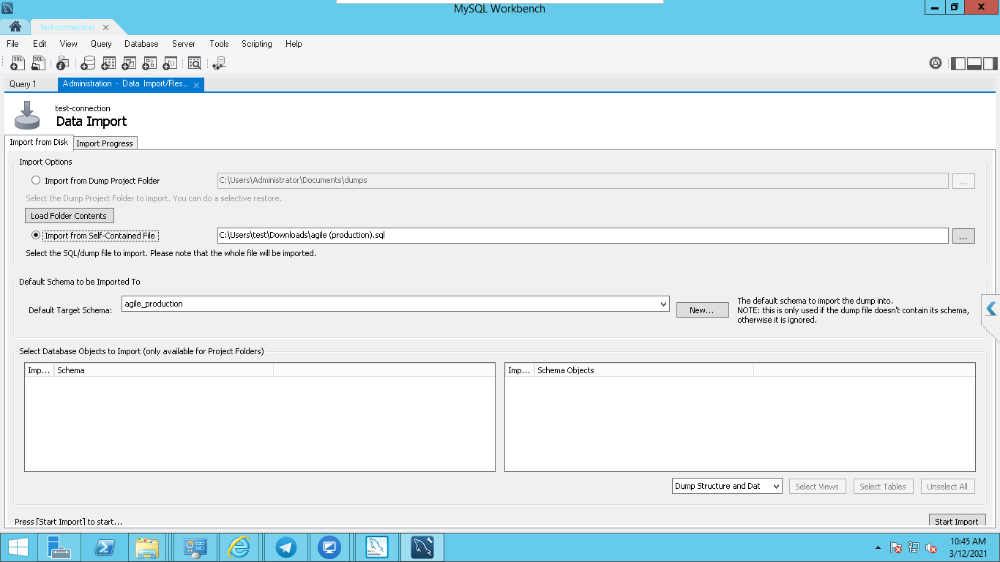 MySQL Workbench
test-connection
File Edit View Query Database Server Tools Scripting Help
SQL SQL
Query 1 Administration - Data Import/Res...
test-connection
Data Import
Import from Disk Import Progress
Import Options
Import from Dump Project Folder C:\Users\Administrator\Documents\dumps ...
Select the Dump Project Folder to import. You can do a selective restore.
Load Folder Contents
Import from Self-Contained File C:\Users\test\Downloads\agile (production).sql ...
Select the SQL/dump file to import. Please note that the whole file will be imported.
Default Schema to be Imported To
Default Target Schema: agile_production New...
The default schema to import the dump into.
NOTE: this is only used if the dump file doesn't contain its schema,
otherwise it is ignored.
Select Database Objects to Import (only available for Project Folders)
Imp... Schema Imp... Schema Objects
Dump Structure and Dat Select Views Select Tables Unselect All
Press [Start Import] to start... Start Import
10:45 AM
3/12/2021